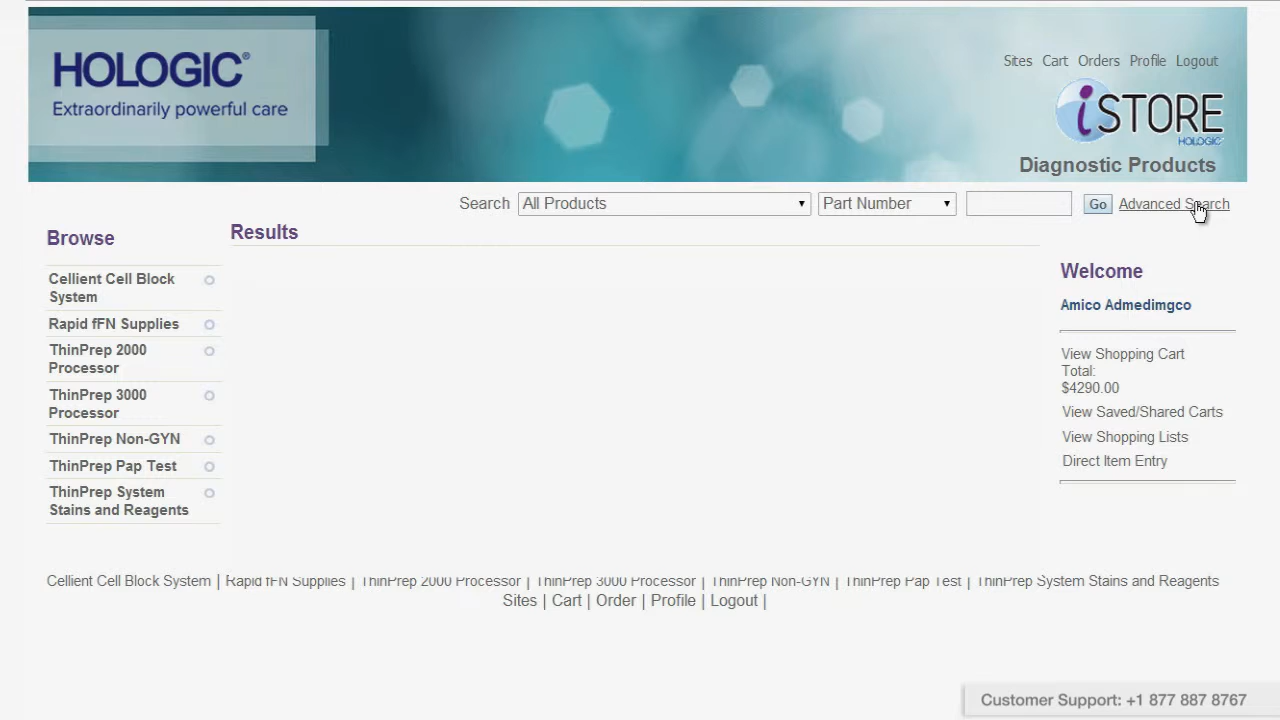 HOLOGIC®
Extraordinarily powerful care
Sites Cart Orders Profile Logout
iSTORE
HOLOGIC
Diagnostic Products
Search All Products Part Number Go Advanced Search
Browse
Cellient Cell Block
System
Rapid fFN Supplies
ThinPrep 2000
Processor
ThinPrep 3000
Processor
ThinPrep Non-GYN
ThinPrep Pap Test
ThinPrep System
Stains and Reagents
Results
Welcome
Amico Admedimgco
View Shopping Cart
Total:
$4290.00
View Saved/Shared Carts
View Shopping Lists
Direct Item Entry
Cellient Cell Block System | Rapid fFN Supplies | ThinPrep 2000 Processor | ThinPrep 3000 Processor | ThinPrep Non-GYN | ThinPrep Pap Test | ThinPrep System Stains and Reagents
Sites | Cart | Order | Profile | Logout |
Customer Support: +1 877 887 8767